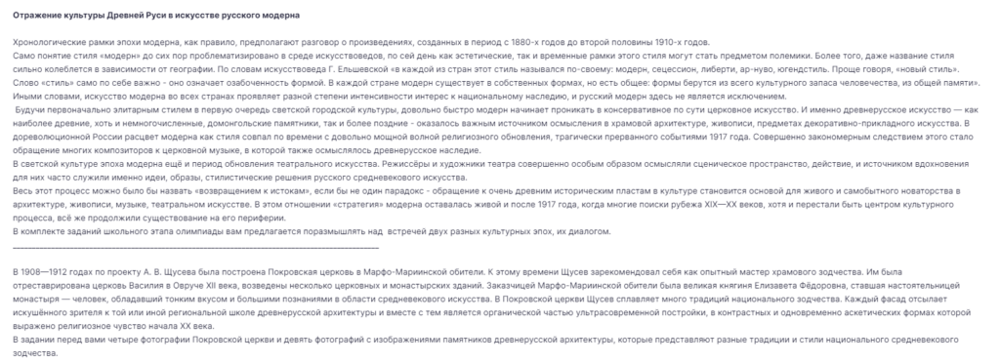 Отражение культуры Древней Руси в искусстве русского модерна
Хронологические рамки эпохи модерна, как правило, предполагают разговор о произведениях, созданных в период с 1880-х годов до второй половины 1910-х годов.
Само понятие стиля «модерн» до сих пор проблематизировано в среде искусствоведов, по сей день как эстетические, так и временные рамки этого стиля могут стать предметом полемики. Более того, даже название стиля
сильно колеблется в зависимости от географии. По словам искусствоведа Г. Ельшевской «в каждой из стран этот стиль назывался по-своему: модерн, сецессион, либерти, ар-нуво, югендстиль. Проще говоря, «новый стиль».
Слово «стиль» само по себе важно - оно означает озабоченность формой. В каждой стране модерн существует в собственных формах, но есть общее: формы берутся из всего культурного запаса человечества, из общей памяти».
Иными словами, искусство модерна во всех странах проявляет разной степени интенсивности интерес к национальному наследию, и русский модерн здесь не является исключением.
Будучи первоначально элитарным стилем в первую очередь светской городской культуры, довольно быстро модерн начинает проникать в консервативное по сути церковное искусство. И именно древнерусское искусство — как
наиболее древние, хоть и немногочисленные, домонгольские памятники, так и более поздние - оказалось важным источником осмысления в храмовой архитектуре, живописи, предметах декоративно-прикладного искусства. В
дореволюционной России расцвет модерна как стиля совпал по времени с довольно мощной волной религиозного обновления, трагически прерванного событиями 1917 года. Совершенно закономерным следствием этого стало
обращение многих композиторов к церковной музыке, в которой также осмыслялось древнерусское наследие.
В светской культуре эпоха модерна ещё и период обновления театрального искусства. Режиссёры и художники театра совершенно особым образом осмысляли сценическое пространство, действие, и источником вдохновения
для них часто служили именно идеи, образы, стилистические решения русского средневекового искусства.
Весь этот процесс можно было бы назвать «возвращением к истокам», если бы не один парадокс - обращение к очень древним историческим пластам в культуре становится основой для живого и самобытного новаторства в
архитектуре, живописи, музыке, театральном искусстве. В этом отношении «стратегия» модерна оставалась живой и после 1917 года, когда многие поиски рубежа XIX—XX веков, хотя и перестали быть центром культурного
процесса, всё же продолжили существование на его периферии.
В комплекте заданий школьного этапа олимпиады вам предлагается поразмышлять над встречей двух разных культурных эпох, их диалогом.
В 1908—1912 годах по проекту А. В. Щусева была построена Покровская церковь в Марфо-Мариинской обители. К этому времени Щусев зарекомендовал себя как опытный мастер храмового зодчества. Им была
отреставрирована церковь Василия в Овруче XII века, возведены несколько церковных и монастырских зданий. Заказчицей Марфо-Мариинской обители была великая княгиня Елизавета Фёдоровна, ставшая настоятельницей
монастыря — человек, обладавший тонким вкусом и большими познаниями в области средневекового искусства. В Покровской церкви Щусев сплавляет много традиций национального зодчества. Каждый фасад отсылает
искушённого зрителя к той или иной региональной школе древнерусской архитектуры и вместе с тем является органической частью ультрасовременной постройки, в контрастных и одновременно аскетических формах которой
выражено религиозное чувство начала XX века.
В задании перед вами четыре фотографии Покровской церкви и девять фотографий с изображениями памятников древнерусской архитектуры, которые представляют разные традиции и стили национального средневекового
зодчества.